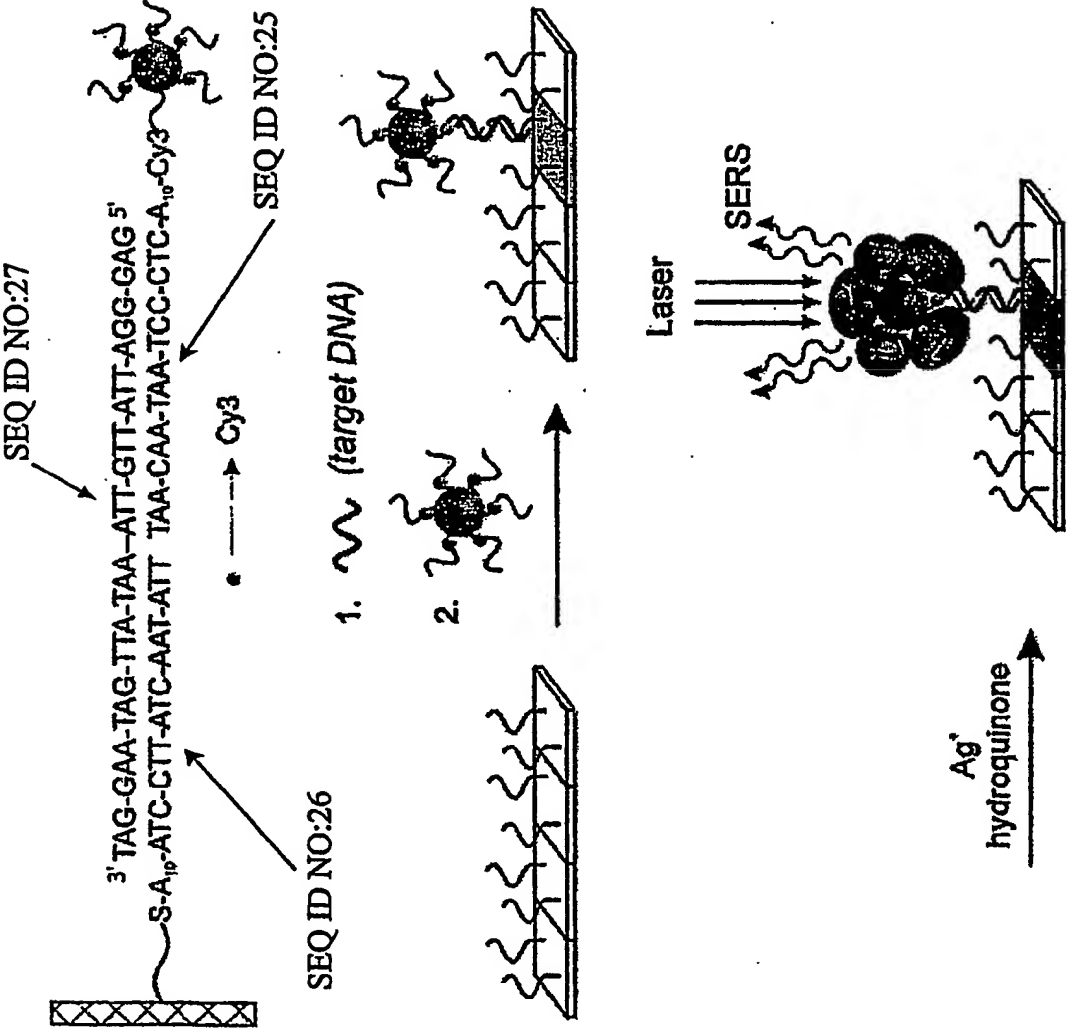 SEQ ID NO:27
3' TAG-GAA-TAG-TTA-TAA-ATT-GTT-ATT-AGG-GAG 5'
S-A10-ATC-CTT-ATC-AAT-ATT TAA-CAA-TAA-TCC-CTC-A10-Cy3
SEQ ID NO:26
SEQ ID NO:25
Cy3
1. (target DNA)
2.
Ag+
hydroquinone
Laser
SERS